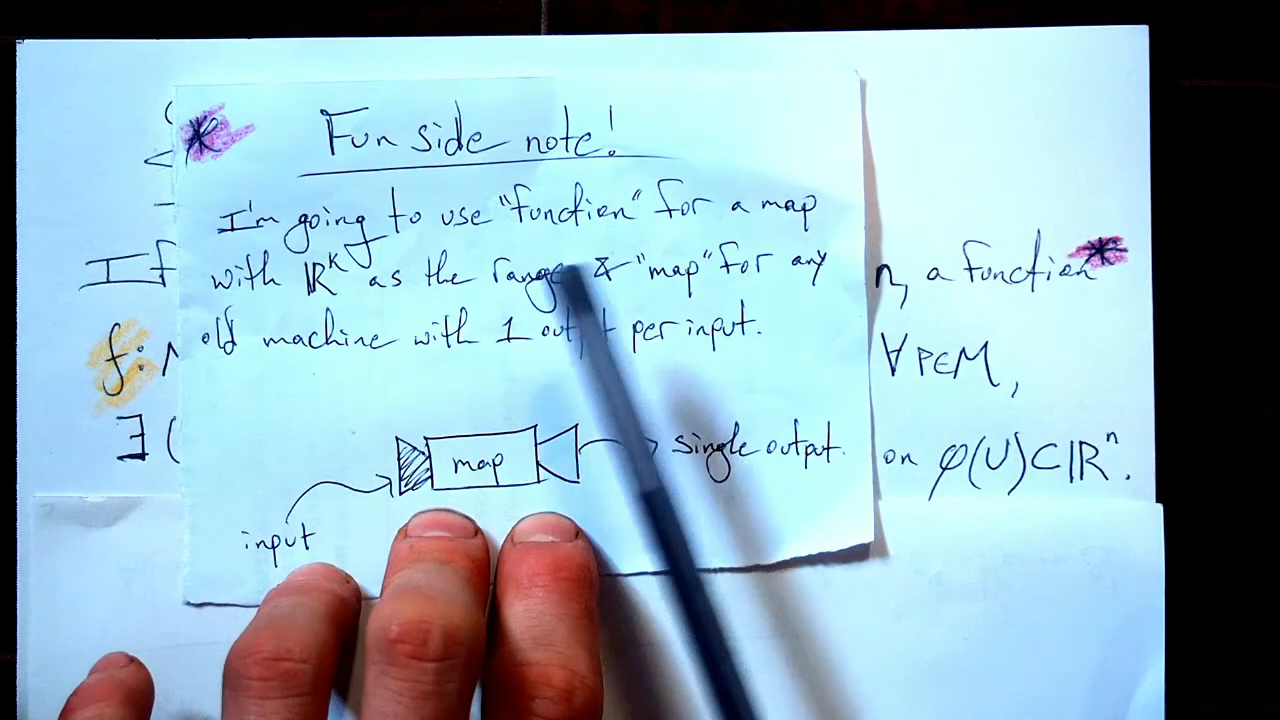 * Fun side note!
I'm going to use "function" for a map
with ℝᴷ as the range & "map" for any
old machine with 1 output per input.
map
single output.
input
If
n, a function*
f:
∀ p∈M,
∃ (
on φ(U)⊂ℝⁿ.